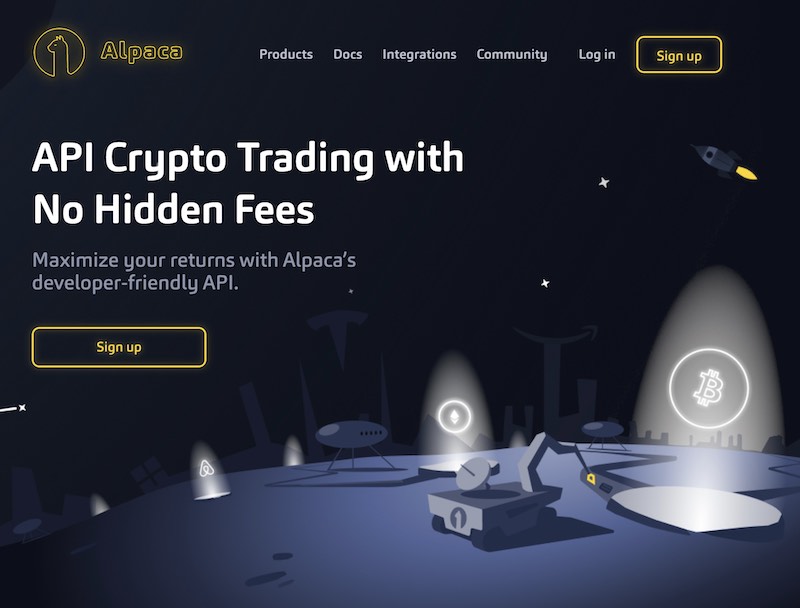 Alpaca
Products Docs Integrations Community Log in Sign up
API Crypto Trading with
No Hidden Fees
Maximize your returns with Alpaca’s
developer-friendly API.
Sign up